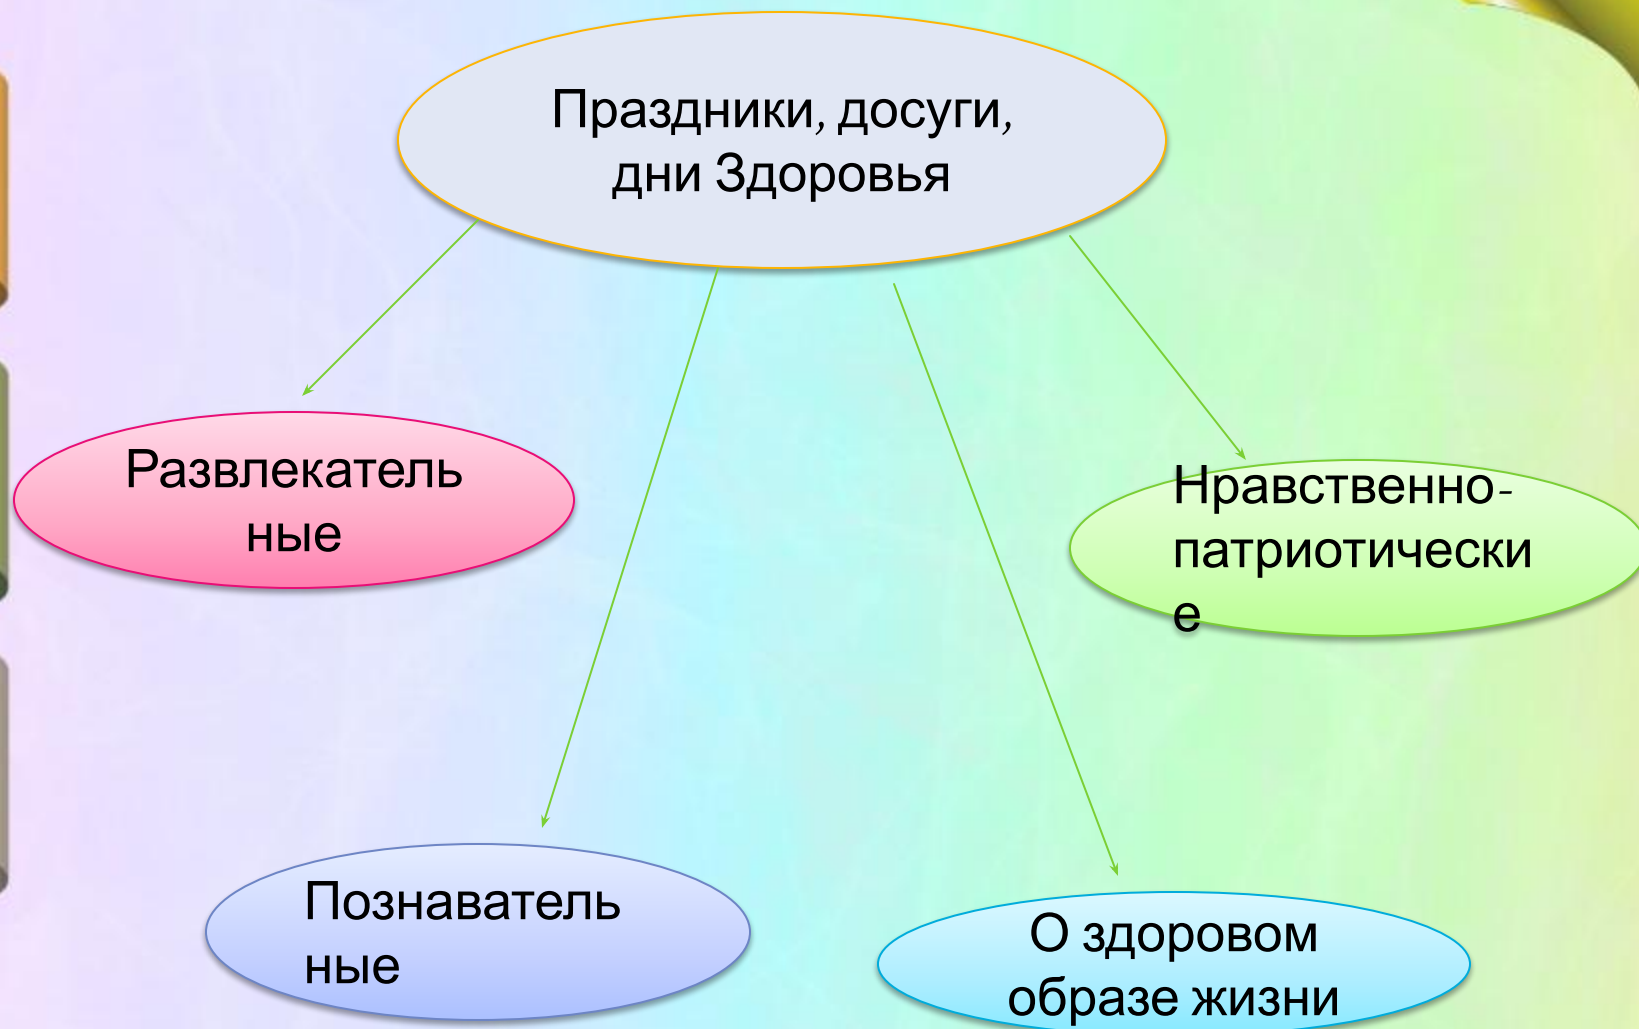 Праздники, досуги,
дни Здоровья
Развлекатель
ные
Нравственно-
патриотически
е
Познаватель
ные
О здоровом
образе жизни